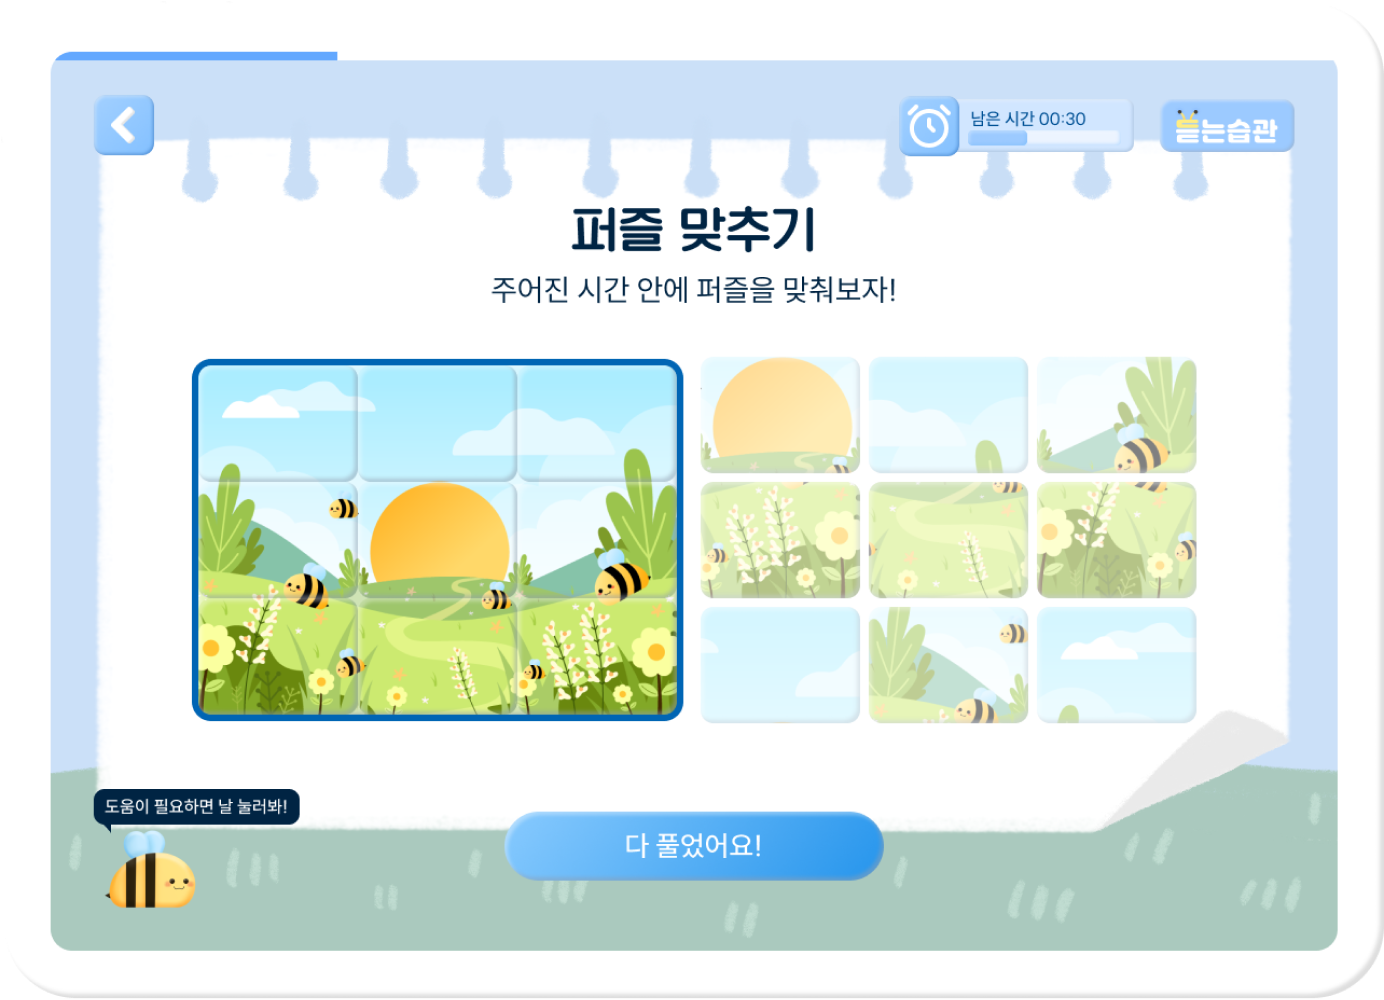 남은 시간 00:30
듣는습관
퍼즐 맞추기
주어진 시간 안에 퍼즐을 맞춰보자!
도움이 필요하면 날 눌러봐!
다 풀었어요!